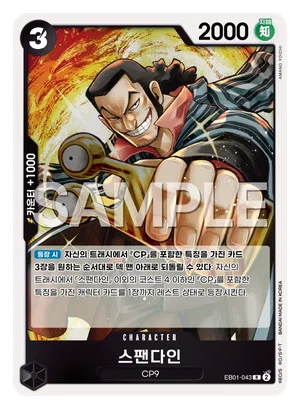 3
2000
지혜
知
카운터 +1000
SAMPLE
등장 시 자신의 트래시에서 「CP」를 포함한 특징을 가진 카드
3장을 원하는 순서대로 덱 맨 아래로 되돌릴 수 있다: 자신의
트래시에서 「스팬다인」 이외의 코스트 4 이하인 「CP」를 포함한
특징을 가진 캐릭터 카드를 1장까지 레스트 상태로 등장시킨다.
CHARACTER
스팬다인
CP9
EB01-043 R 2